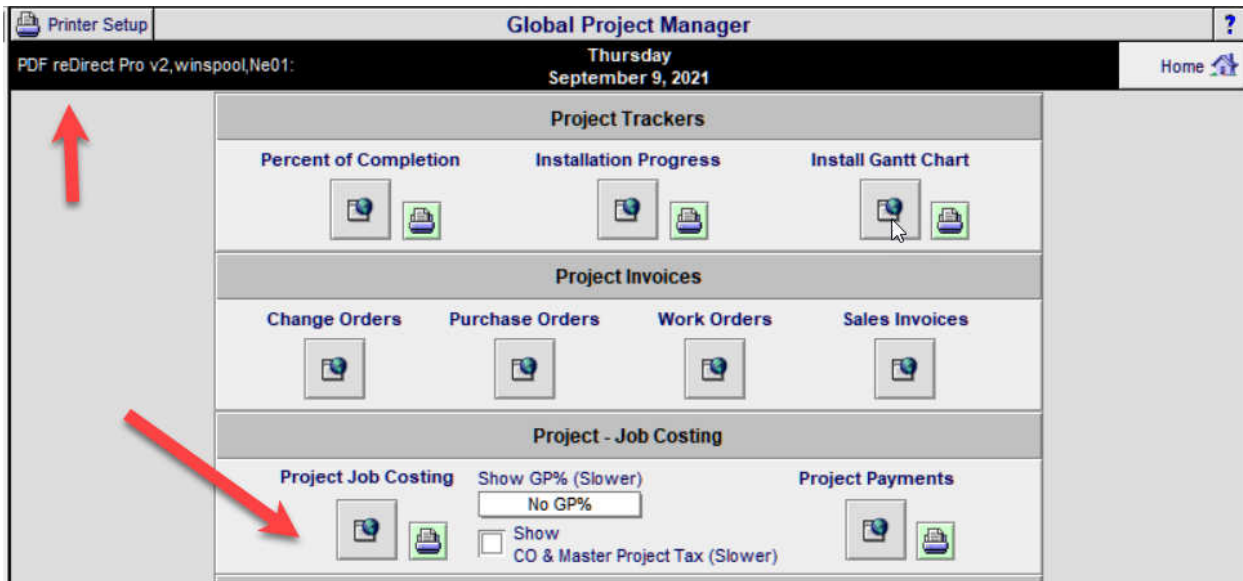 Printer Setup
Global Project Manager
?
PDF reDirect Pro v2,winspool,Ne01:
Thursday
September 9, 2021
Home
Project Trackers
Percent of Completion
Installation Progress
Install Gantt Chart
Project Invoices
Change Orders
Purchase Orders
Work Orders
Sales Invoices
Project - Job Costing
Project Job Costing
Show GP% (Slower)
No GP%
Show
CO & Master Project Tax (Slower)
Project Payments